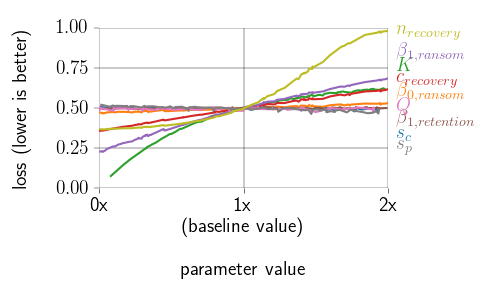 1.00
0.75
0.50
0.25
0.00
loss (lower is better)
0x
1x
2x
(baseline value)
parameter value
n_recovery
β_1,ransom
K
c_recovery
β_0,ransom
Q
β_1,retention
s_c
s_p